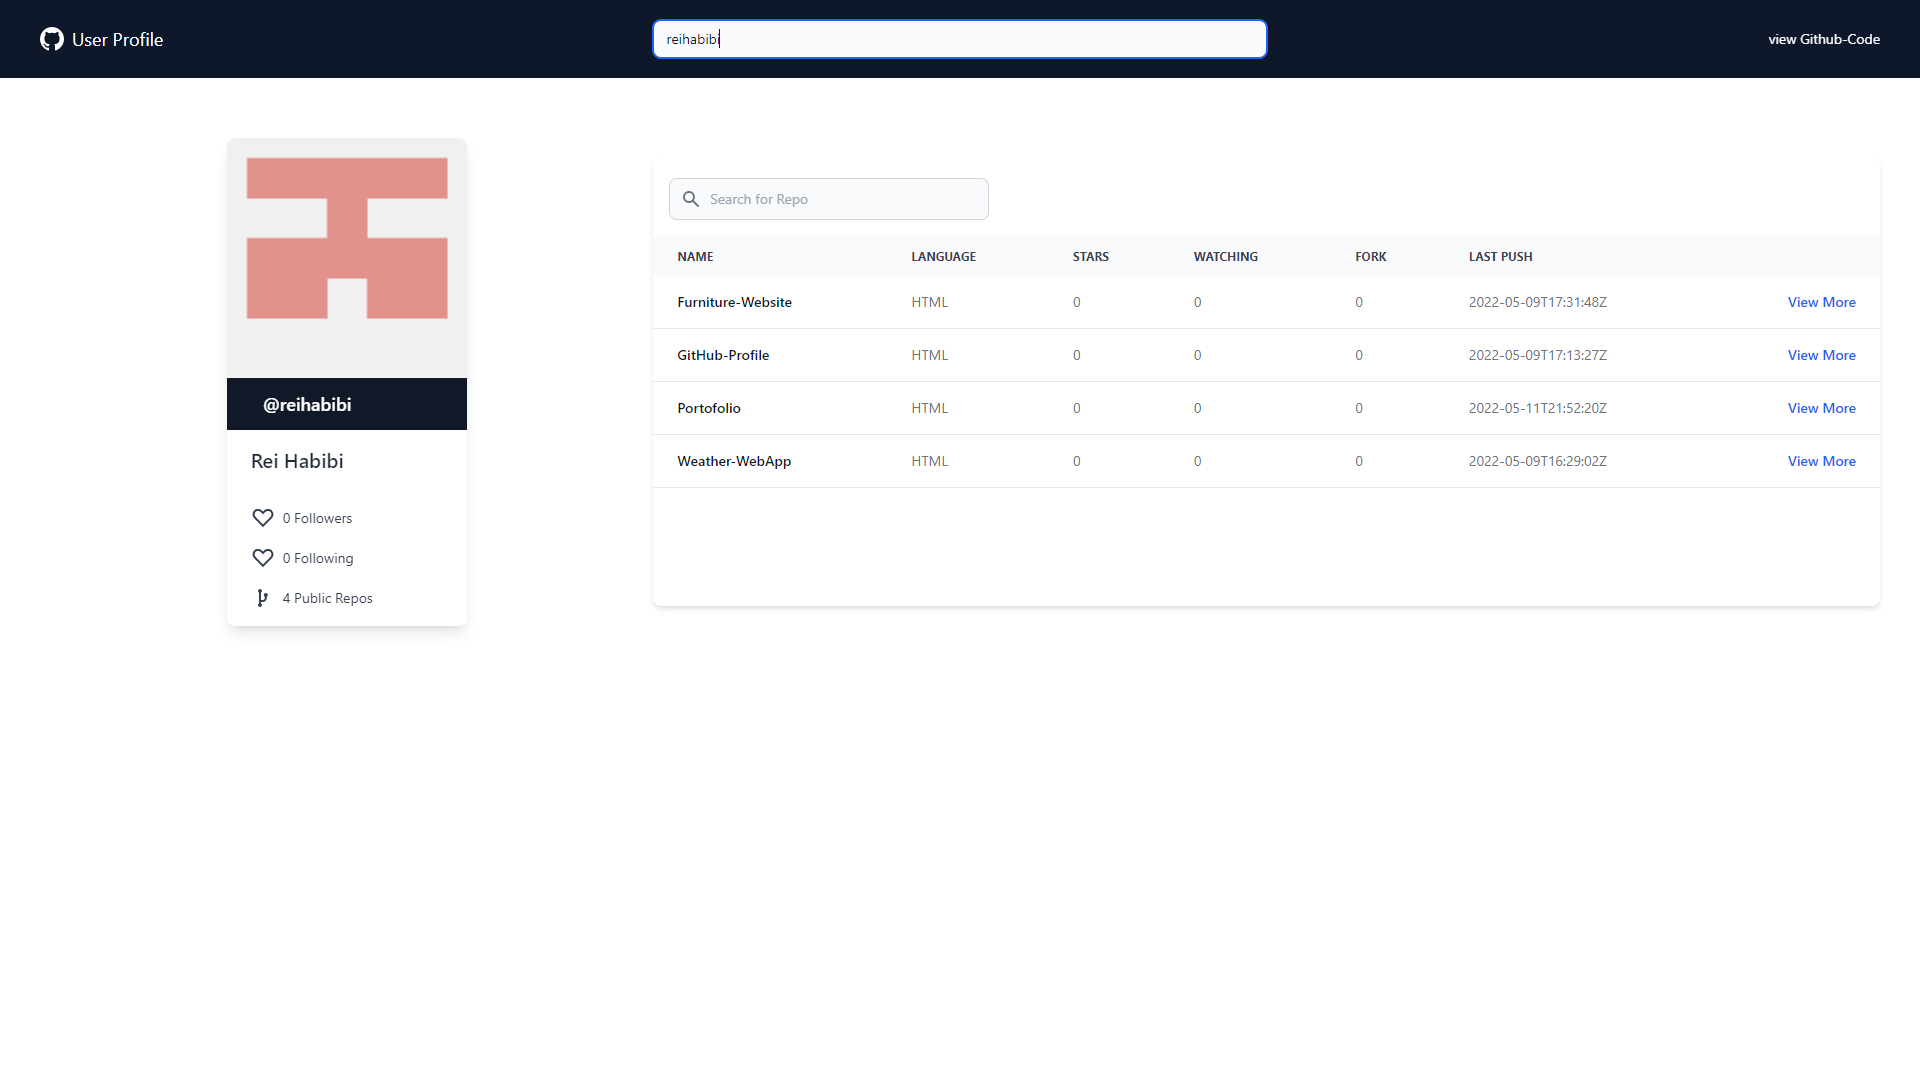 User Profile
reihabibi
view Github-Code
@reihabibi
Rei Habibi
0 Followers
0 Following
4 Public Repos
Search for Repo
NAME LANGUAGE STARS WATCHING FORK LAST PUSH
Furniture-Website HTML 0 0 0 2022-05-09T17:31:48Z View More
GitHub-Profile HTML 0 0 0 2022-05-09T17:13:27Z View More
Portofolio HTML 0 0 0 2022-05-11T21:52:20Z View More
Weather-WebApp HTML 0 0 0 2022-05-09T16:29:02Z View More